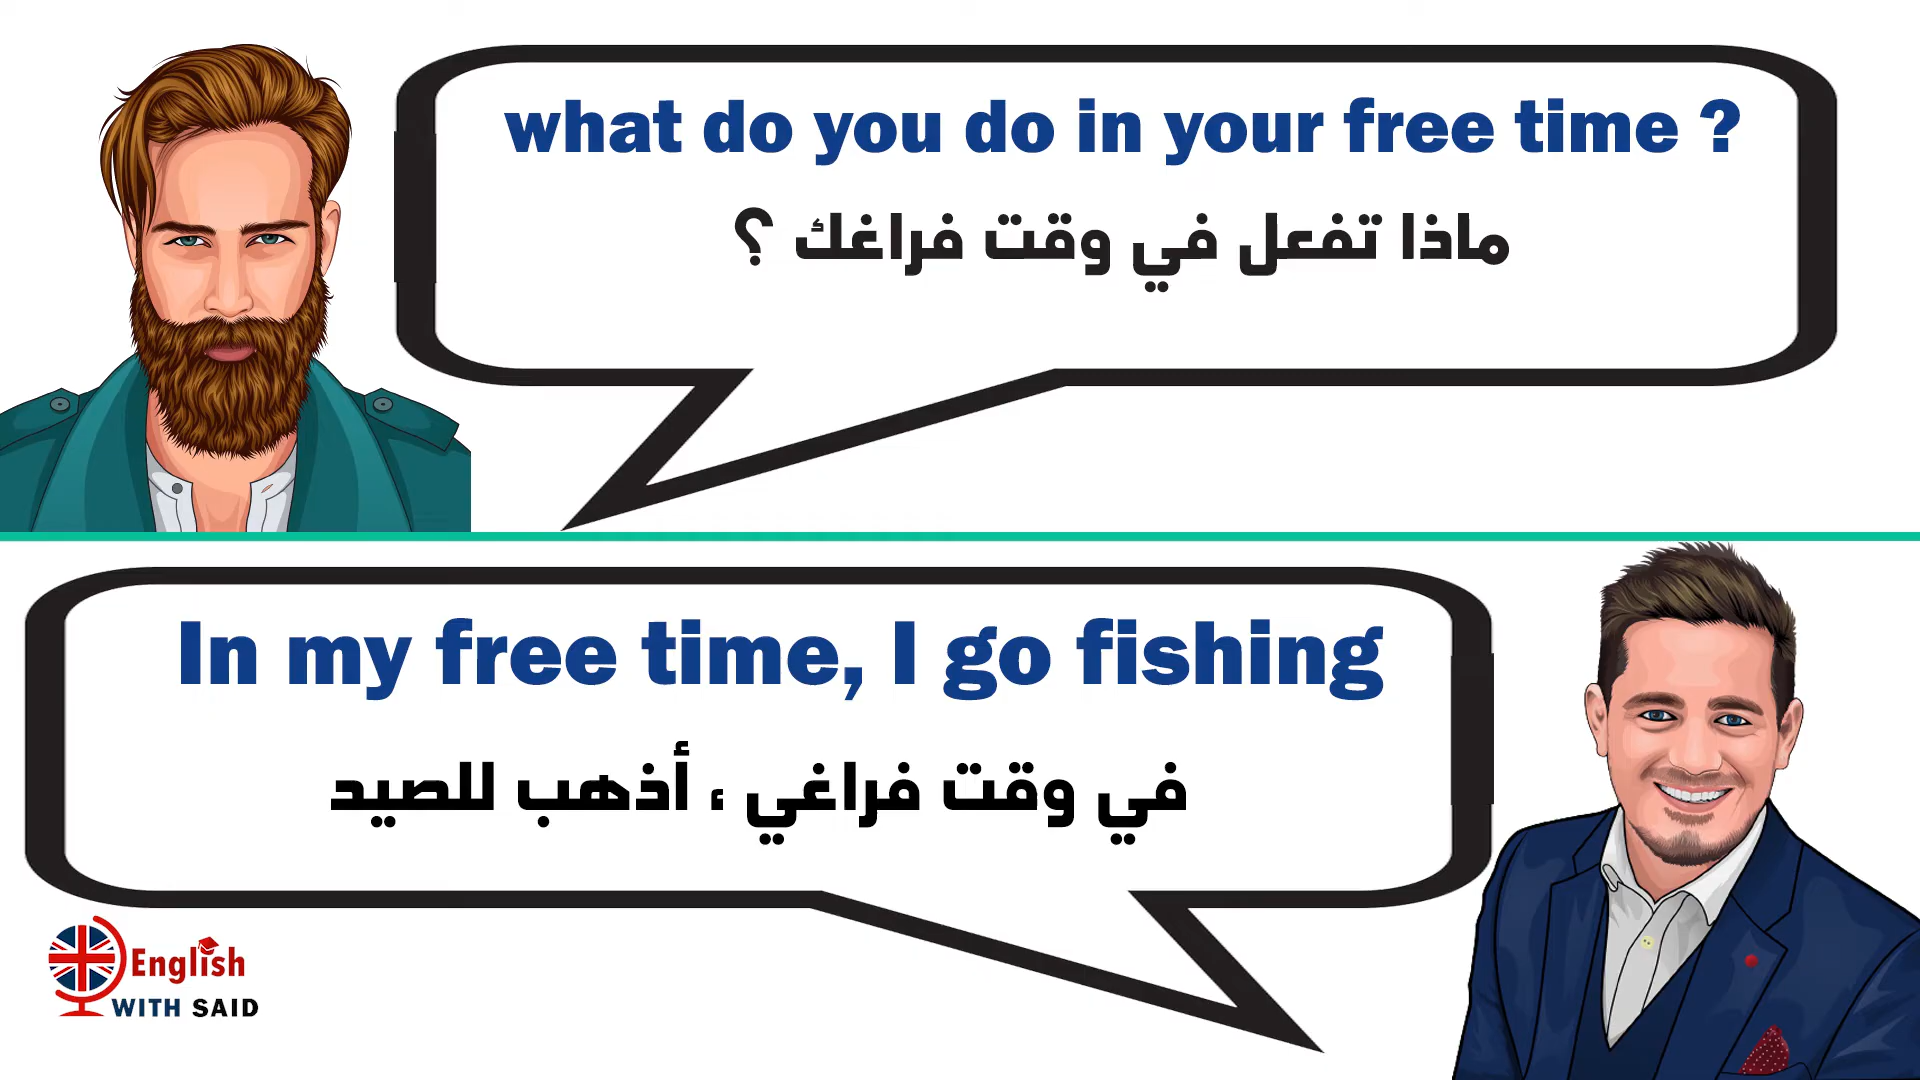 what do you do in your free time ?
ماذا تفعل في وقت فراغك ؟
In my free time, I go fishing
في وقت فراغي ، أذهب للصيد
English
WITH SAID